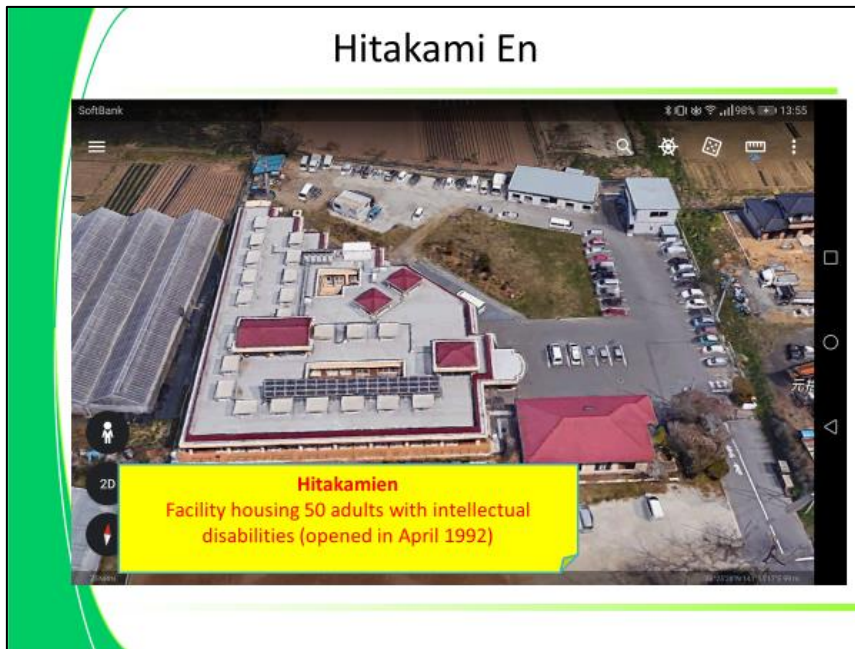 Hitakami En
SoftBank
98% 13:55
2D
Hitakamien
Facility housing 50 adults with intellectual
disabilities (opened in April 1992)